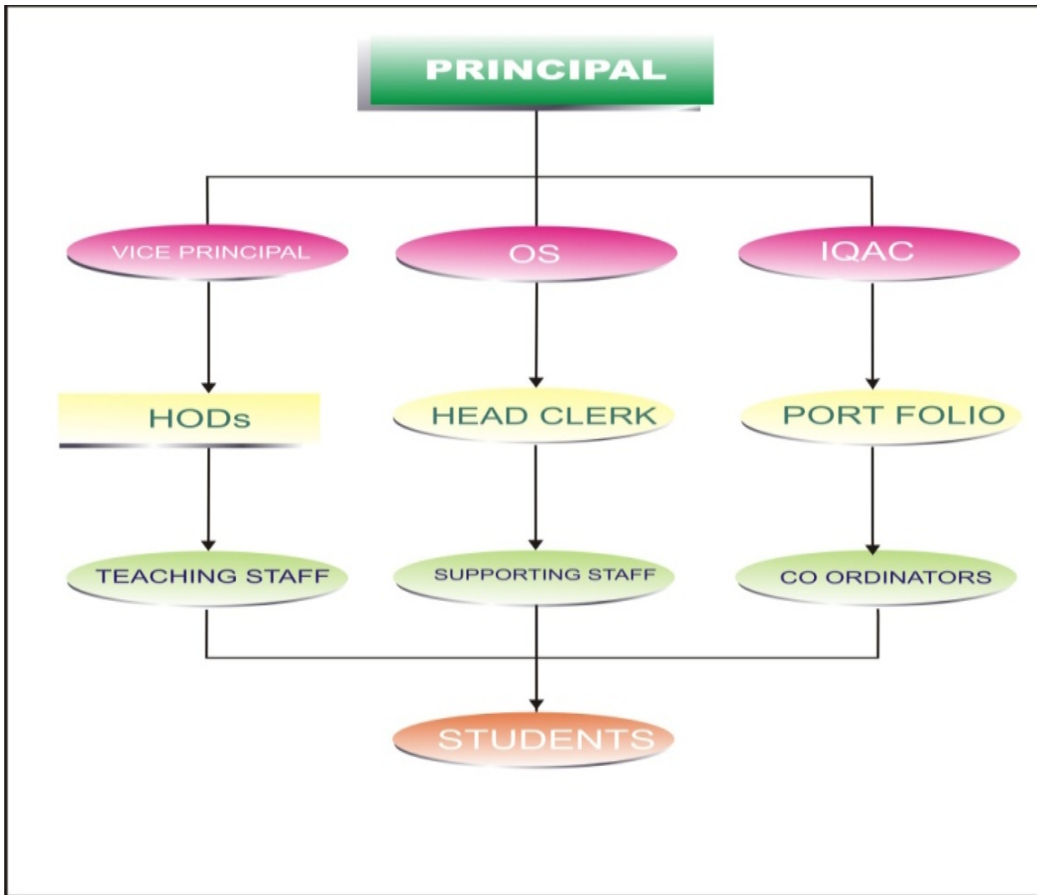 PRINCIPAL
VICE PRINCIPAL
OS
IQAC
HODs
HEAD CLERK
PORT FOLIO
TEACHING STAFF
SUPPORTING STAFF
CO ORDINATORS
STUDENTS